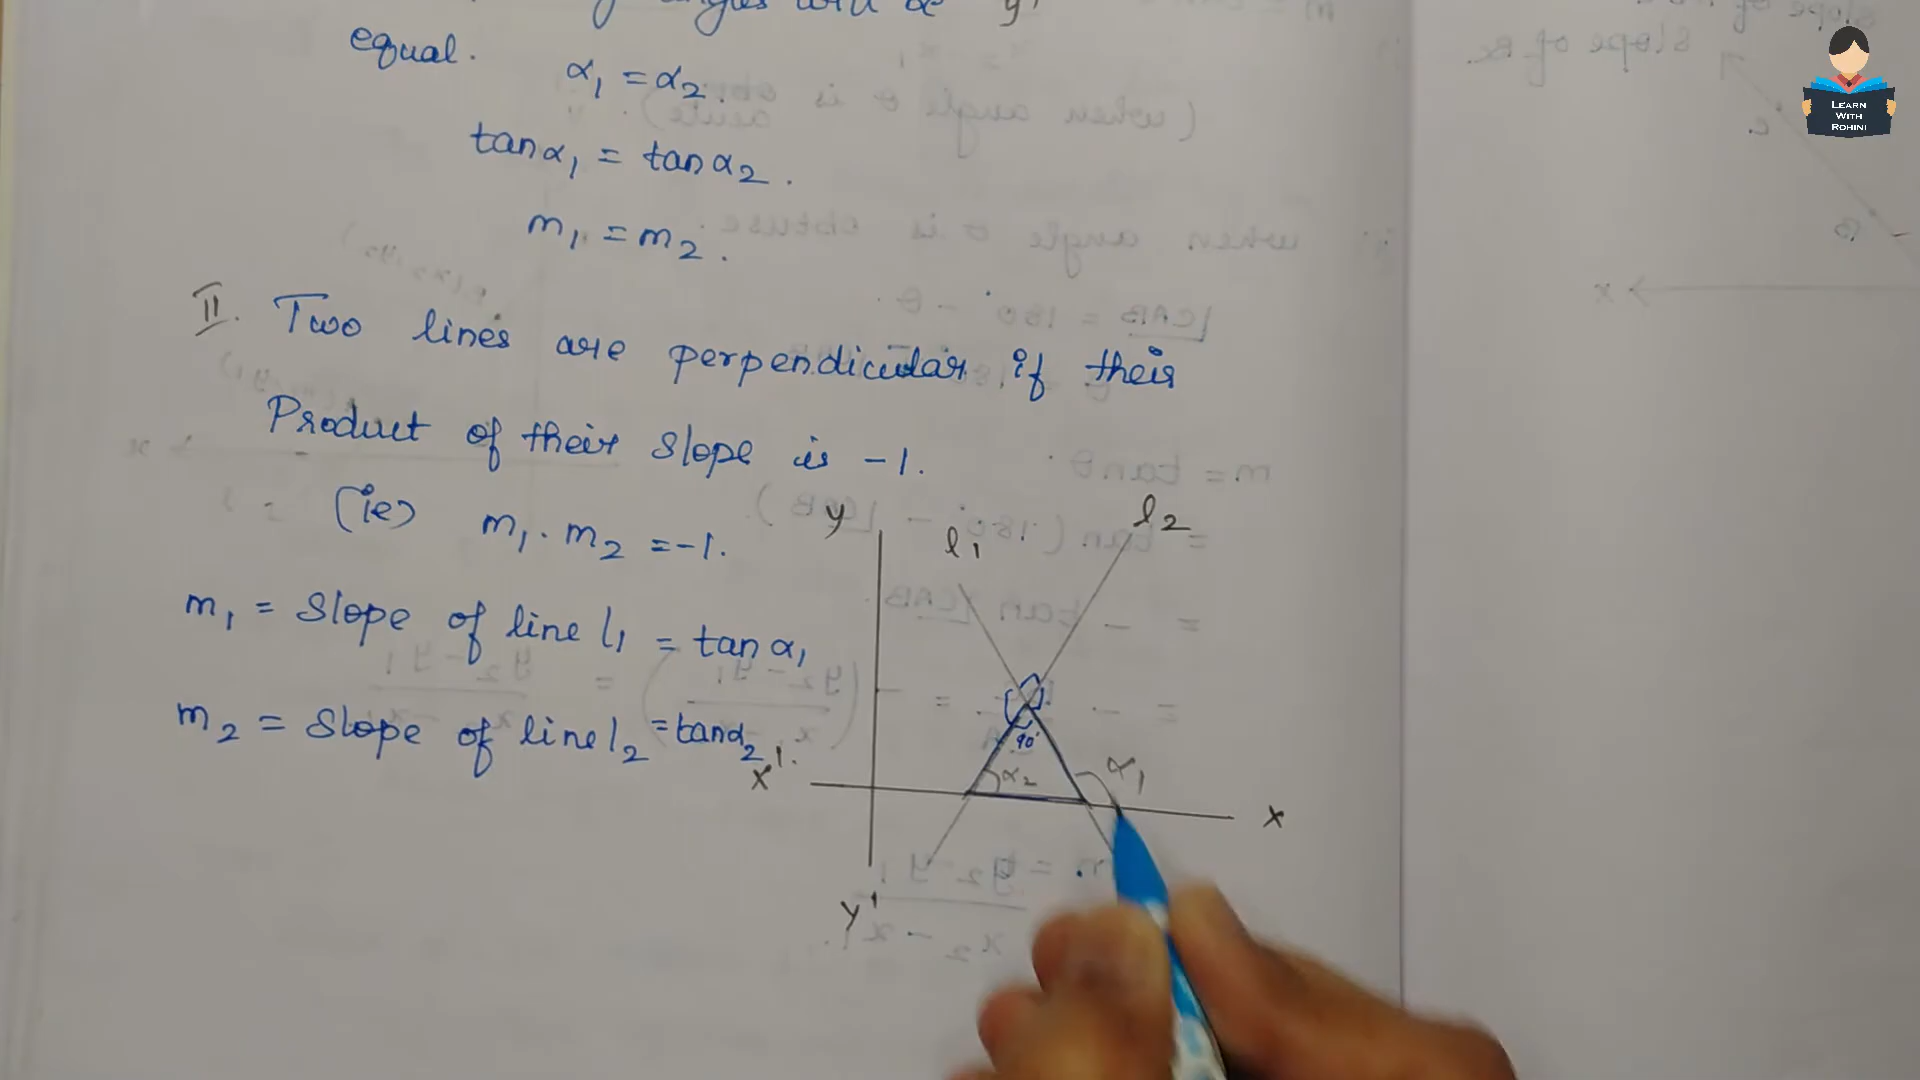 equal.
α₁ = α₂.
tan α₁ = tan α₂.
m₁ = m₂.
II. Two lines are perpendicular if their
Product of their slope is -1.
(ie) m₁ . m₂ = -1.
m₁ = Slope of line l₁ = tan α₁
m₂ = Slope of line l₂ = tan α₂
y
l₁
l₂
90°
α₂
α₁
x'
x
y'
LEARN
WITH
ROHINI